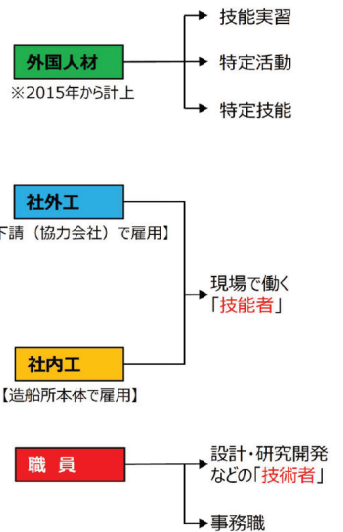 技能実習
外国人材
特定活動
※2015年から計上
特定技能
社外工
下請（協力会社）で雇用】
現場で働く
「技能者」
社内工
【造船所本体で雇用】
職 員
設計・研究開発
などの「技術者」
事務職